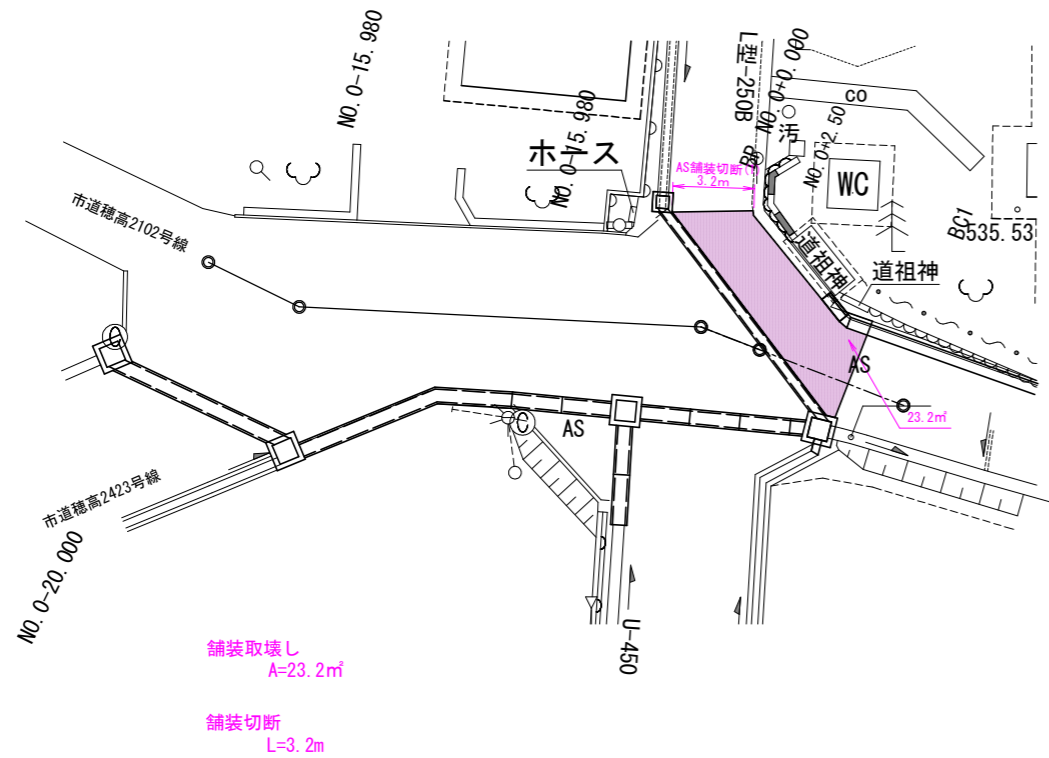 NO. 0-15. 980
ホース
NO. 0-15. 980
L型-250B
BP NO. 0+0.000
CO
汚
NO. 0+2.50
WC
AS舗装切断(1)
3.2m
BC1
535. 53
道祖神
道祖神
市道穂高2102号線
AS
23.2㎡
C
C
AS
市道穂高2423号線
NO. 0-20. 000
U-450
舗装取壊し
A=23. 2㎡
舗装切断
L=3. 2m